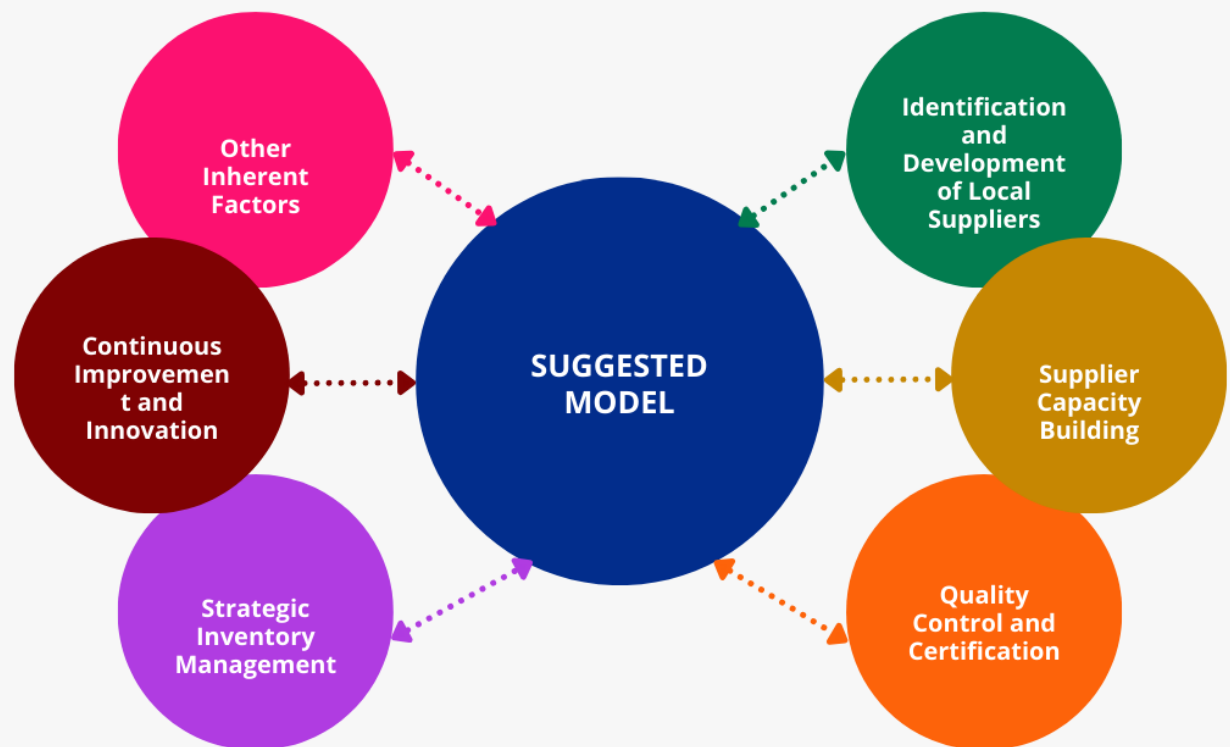 Other
Inherent
Factors
Identification
and
Development
of Local
Suppliers
Continuous
Improvemen
t and
Innovation
SUGGESTED
MODEL
Supplier
Capacity
Building
Strategic
Inventory
Management
Quality
Control and
Certification